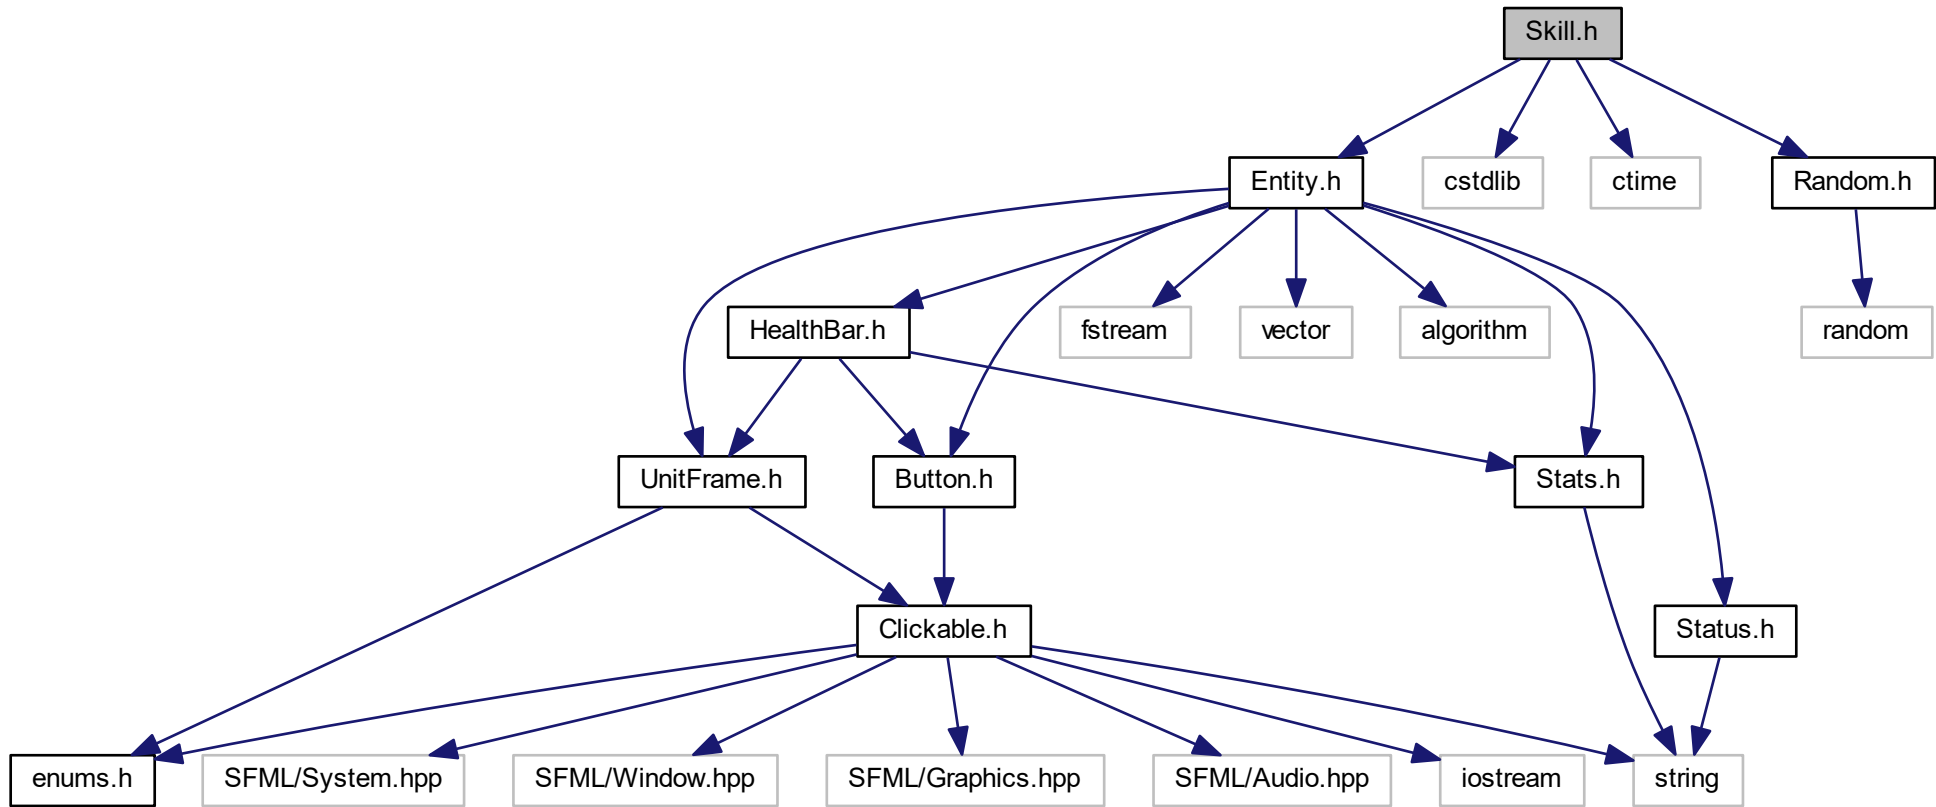 Skill.h
Entity.h
cstdlib
ctime
Random.h
HealthBar.h
fstream
vector
algorithm
random
UnitFrame.h
Button.h
Stats.h
Clickable.h
Status.h
enums.h
SFML/System.hpp
SFML/Window.hpp
SFML/Graphics.hpp
SFML/Audio.hpp
iostream
string